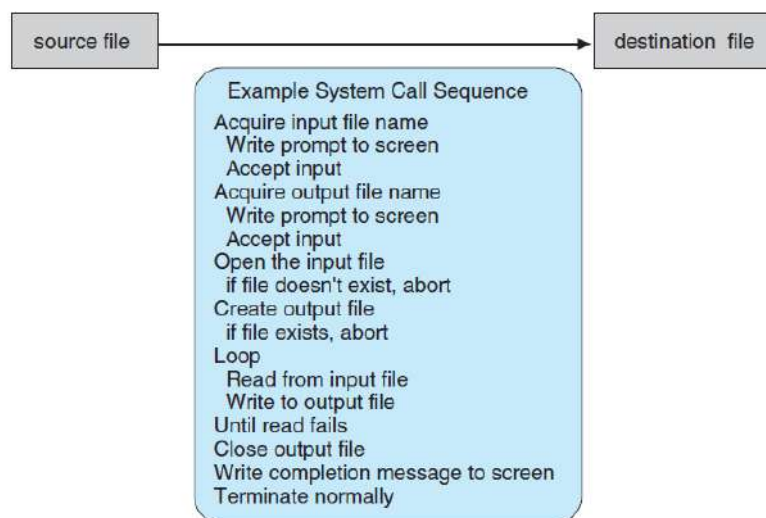 source file
destination file
Example System Call Sequence
Acquire input file name
Write prompt to screen
Accept input
Acquire output file name
Write prompt to screen
Accept input
Open the input file
if file doesn't exist, abort
Create output file
if file exists, abort
Loop
Read from input file
Write to output file
Until read fails
Close output file
Write completion message to screen
Terminate normally